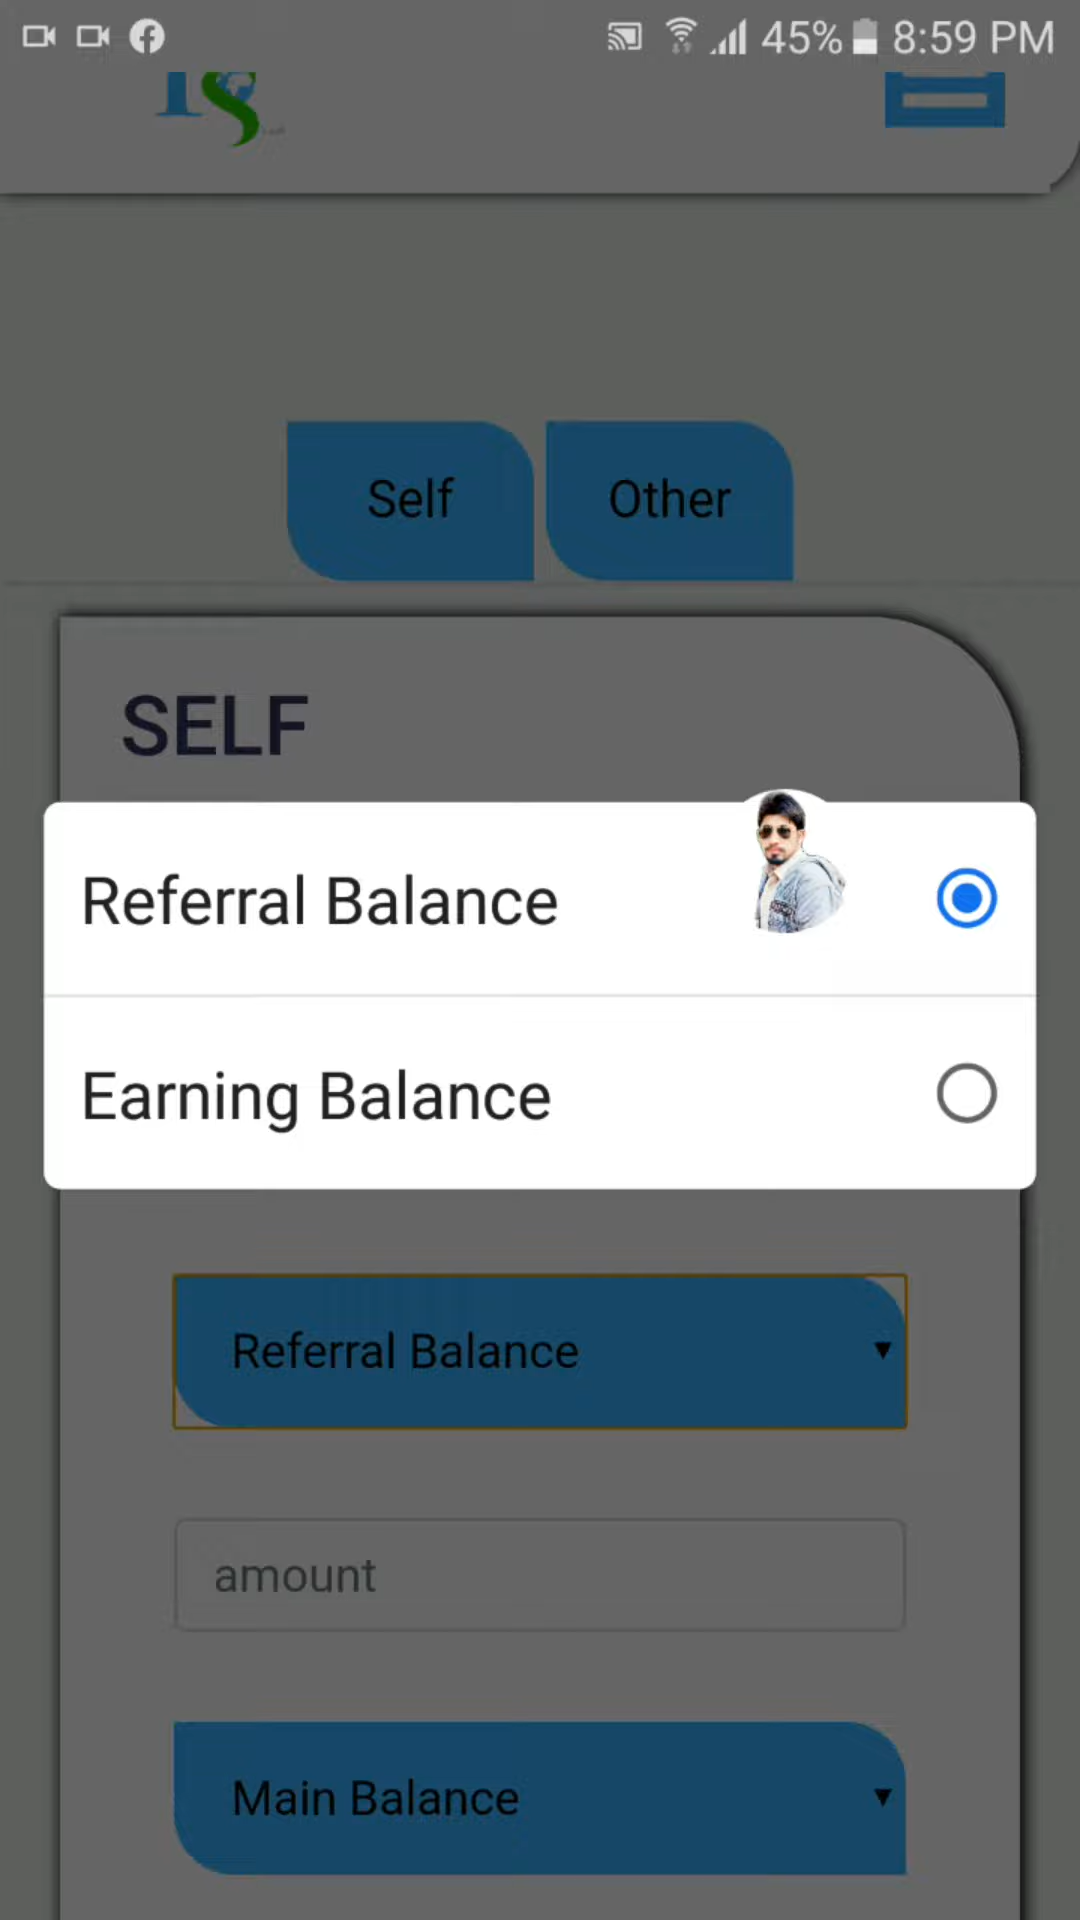 45% 8:59 PM
Self
Other
SELF
Referral Balance
Earning Balance
Referral Balance
amount
Main Balance